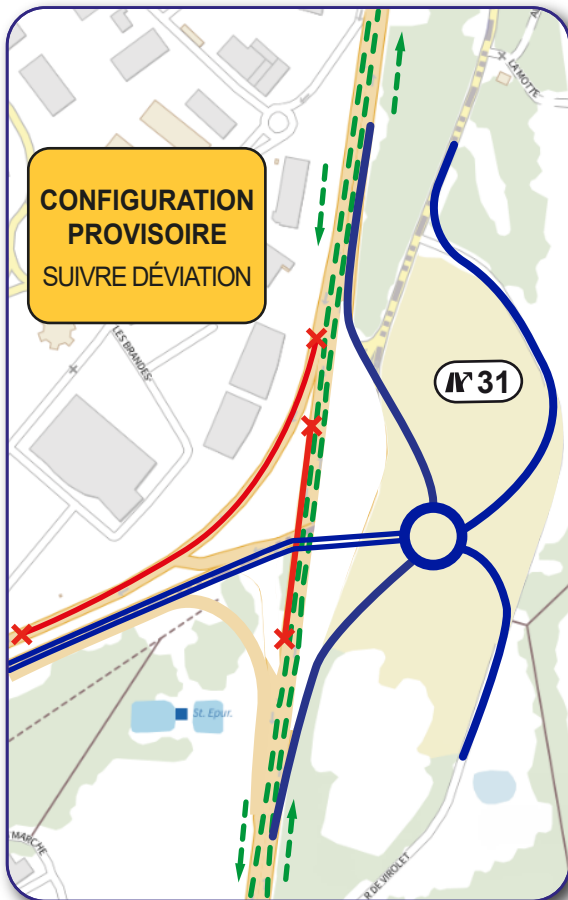 LA MOTTE
CONFIGURATION
PROVISOIRE
SUIVRE DÉVIATION
LES BRANDES
31
St. Epur.
MARCHE
R DE VIROLET